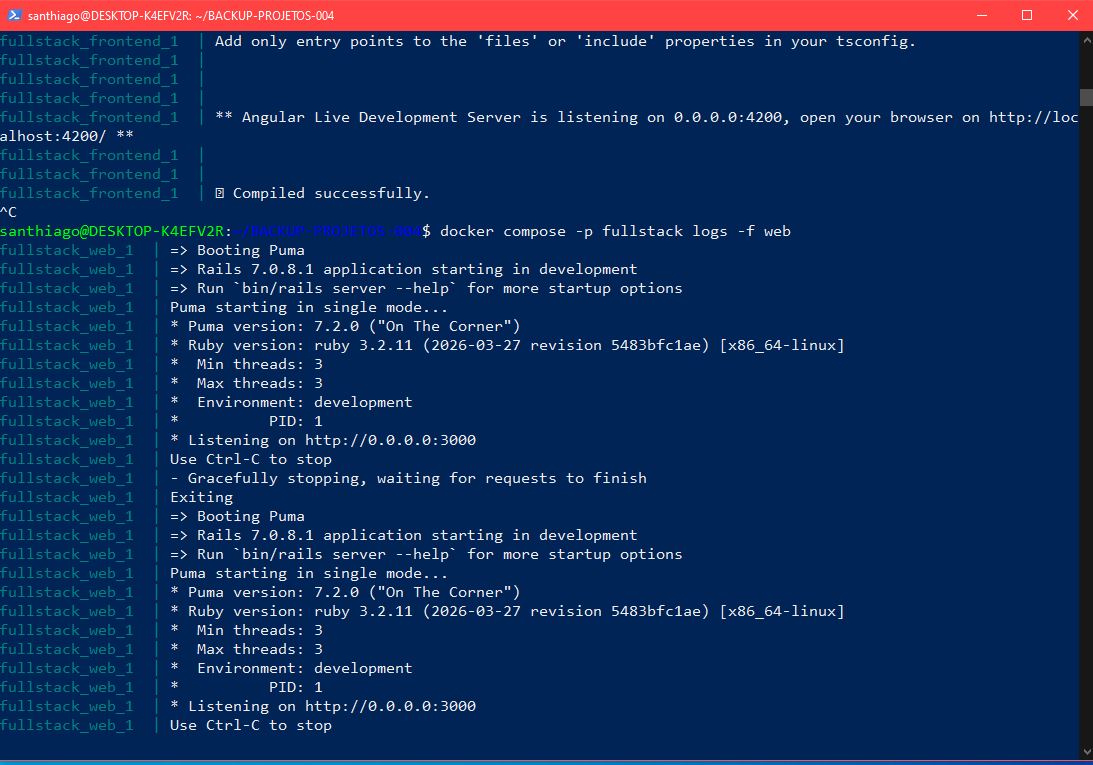 santhiago@DESKTOP-K4EFV2R: ~/BACKUP-PROJETOS-004
fullstack_frontend_1  | Add only entry points to the 'files' or 'include' properties in your tsconfig.
fullstack_frontend_1  |
fullstack_frontend_1  |
fullstack_frontend_1  |
fullstack_frontend_1  | ** Angular Live Development Server is listening on 0.0.0.0:4200, open your browser on http://loc
alhost:4200/ **
fullstack_frontend_1  |
fullstack_frontend_1  |
fullstack_frontend_1  | Compiled successfully.
^C
santhiago@DESKTOP-K4EFV2R:~/BACKUP-PROJETOS-004$ docker compose -p fullstack logs -f web
fullstack_web_1  | => Booting Puma
fullstack_web_1  | => Rails 7.0.8.1 application starting in development
fullstack_web_1  | => Run `bin/rails server --help` for more startup options
fullstack_web_1  | Puma starting in single mode...
fullstack_web_1  | * Puma version: 7.2.0 ("On The Corner")
fullstack_web_1  | * Ruby version: ruby 3.2.11 (2026-03-27 revision 5483bfc1ae) [x86_64-linux]
fullstack_web_1  | *  Min threads: 3
fullstack_web_1  | *  Max threads: 3
fullstack_web_1  | *  Environment: development
fullstack_web_1  | *          PID: 1
fullstack_web_1  | * Listening on http://0.0.0.0:3000
fullstack_web_1  | Use Ctrl-C to stop
fullstack_web_1  | - Gracefully stopping, waiting for requests to finish
fullstack_web_1  | Exiting
fullstack_web_1  | => Booting Puma
fullstack_web_1  | => Rails 7.0.8.1 application starting in development
fullstack_web_1  | => Run `bin/rails server --help` for more startup options
fullstack_web_1  | Puma starting in single mode...
fullstack_web_1  | * Puma version: 7.2.0 ("On The Corner")
fullstack_web_1  | * Ruby version: ruby 3.2.11 (2026-03-27 revision 5483bfc1ae) [x86_64-linux]
fullstack_web_1  | *  Min threads: 3
fullstack_web_1  | *  Max threads: 3
fullstack_web_1  | *  Environment: development
fullstack_web_1  | *          PID: 1
fullstack_web_1  | * Listening on http://0.0.0.0:3000
fullstack_web_1  | Use Ctrl-C to stop